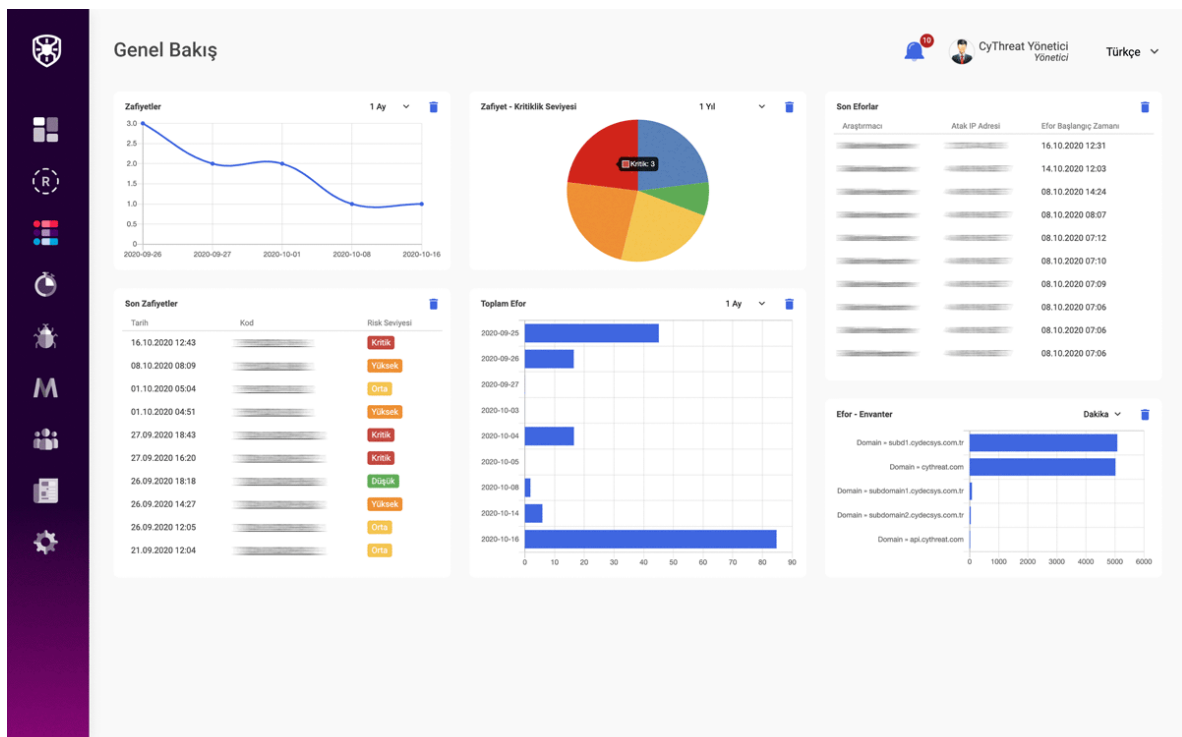 Genel Bakış
10
CyThreat Yönetici
Yönetici
Türkçe
R
M
Zafiyetler
1 Ay
3.0
2.5
2.0
1.5
1.0
0.5
0
2020-09-26 2020-09-27 2020-10-01 2020-10-08 2020-10-16
Zafiyet - Kritiklik Seviyesi
1 Yıl
Kritik: 3
Son Eforlar
Araştırmacı Atak IP Adresi Efor Başlangıç Zamanı
16.10.2020 12:31
14.10.2020 12:03
08.10.2020 14:24
08.10.2020 08:07
08.10.2020 07:12
08.10.2020 07:10
08.10.2020 07:09
08.10.2020 07:06
08.10.2020 07:06
08.10.2020 07:06
Son Zafiyetler
Tarih Kod Risk Seviyesi
16.10.2020 12:43 Kritik
08.10.2020 08:09 Yüksek
01.10.2020 05:04 Orta
01.10.2020 04:51 Yüksek
27.09.2020 18:43 Kritik
27.09.2020 16:20 Kritik
26.09.2020 18:18 Düşük
26.09.2020 14:27 Yüksek
26.09.2020 12:05 Orta
21.09.2020 12:04 Orta
Toplam Efor
1 Ay
2020-09-25
2020-09-26
2020-09-27
2020-10-03
2020-10-04
2020-10-05
2020-10-08
2020-10-14
2020-10-16
0 10 20 30 40 50 60 70 80 90
Efor - Envanter
Dakika
Domain = subd1.cydecsys.com.tr
Domain = cythreat.com
Domain = subdomain1.cydecsys.com.tr
Domain = subdomain2.cydecsys.com.tr
Domain = api.cythreat.com
0 1000 2000 3000 4000 5000 6000